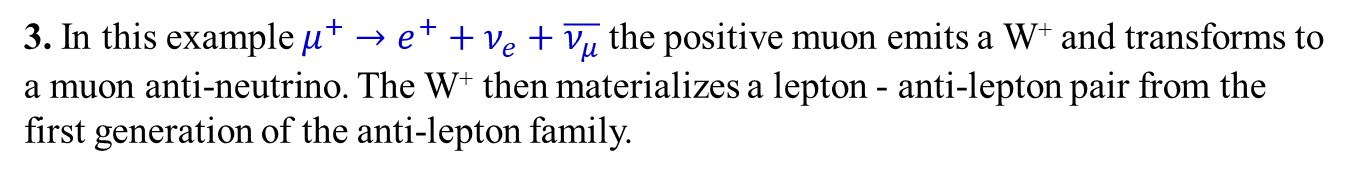 3. In this example μ⁺ → e⁺ + νₑ + ν̅_μ the positive muon emits a W⁺ and transforms to
a muon anti-neutrino. The W⁺ then materializes a lepton - anti-lepton pair from the
first generation of the anti-lepton family.